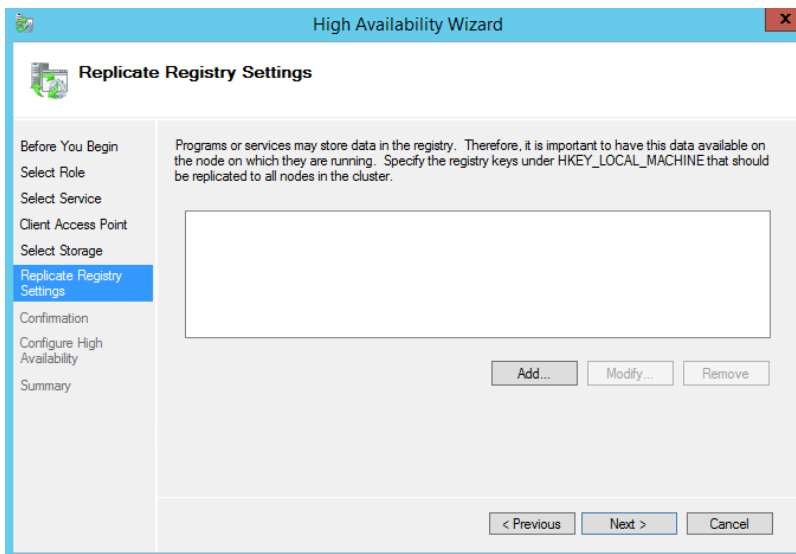 High Availability Wizard
x
Replicate Registry Settings
Before You Begin
Select Role
Select Service
Client Access Point
Select Storage
Replicate Registry
Settings
Confirmation
Configure High
Availability
Summary
Programs or services may store data in the registry. Therefore, it is important to have this data available on
the node on which they are running. Specify the registry keys under HKEY_LOCAL_MACHINE that should
be replicated to all nodes in the cluster.
Add...
Modify...
Remove
< Previous
Next >
Cancel